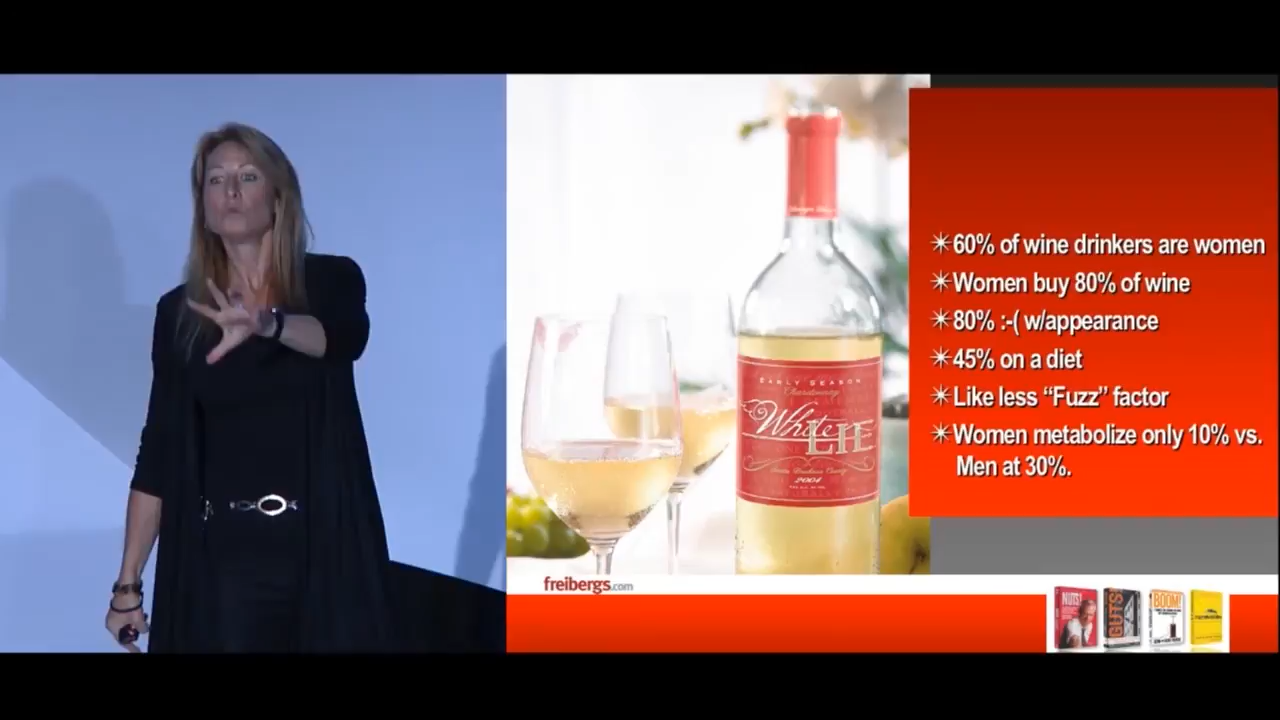 60% of wine drinkers are women
Women buy 80% of wine
80% :-( w/appearance
45% on a diet
Like less “Fuzz” factor
Women metabolize only 10% vs.
Men at 30%.
EARLY SEASON
Chardonnay
White LIE
2004
freibergs.com
NUTS!
GUTS!
BOOM!